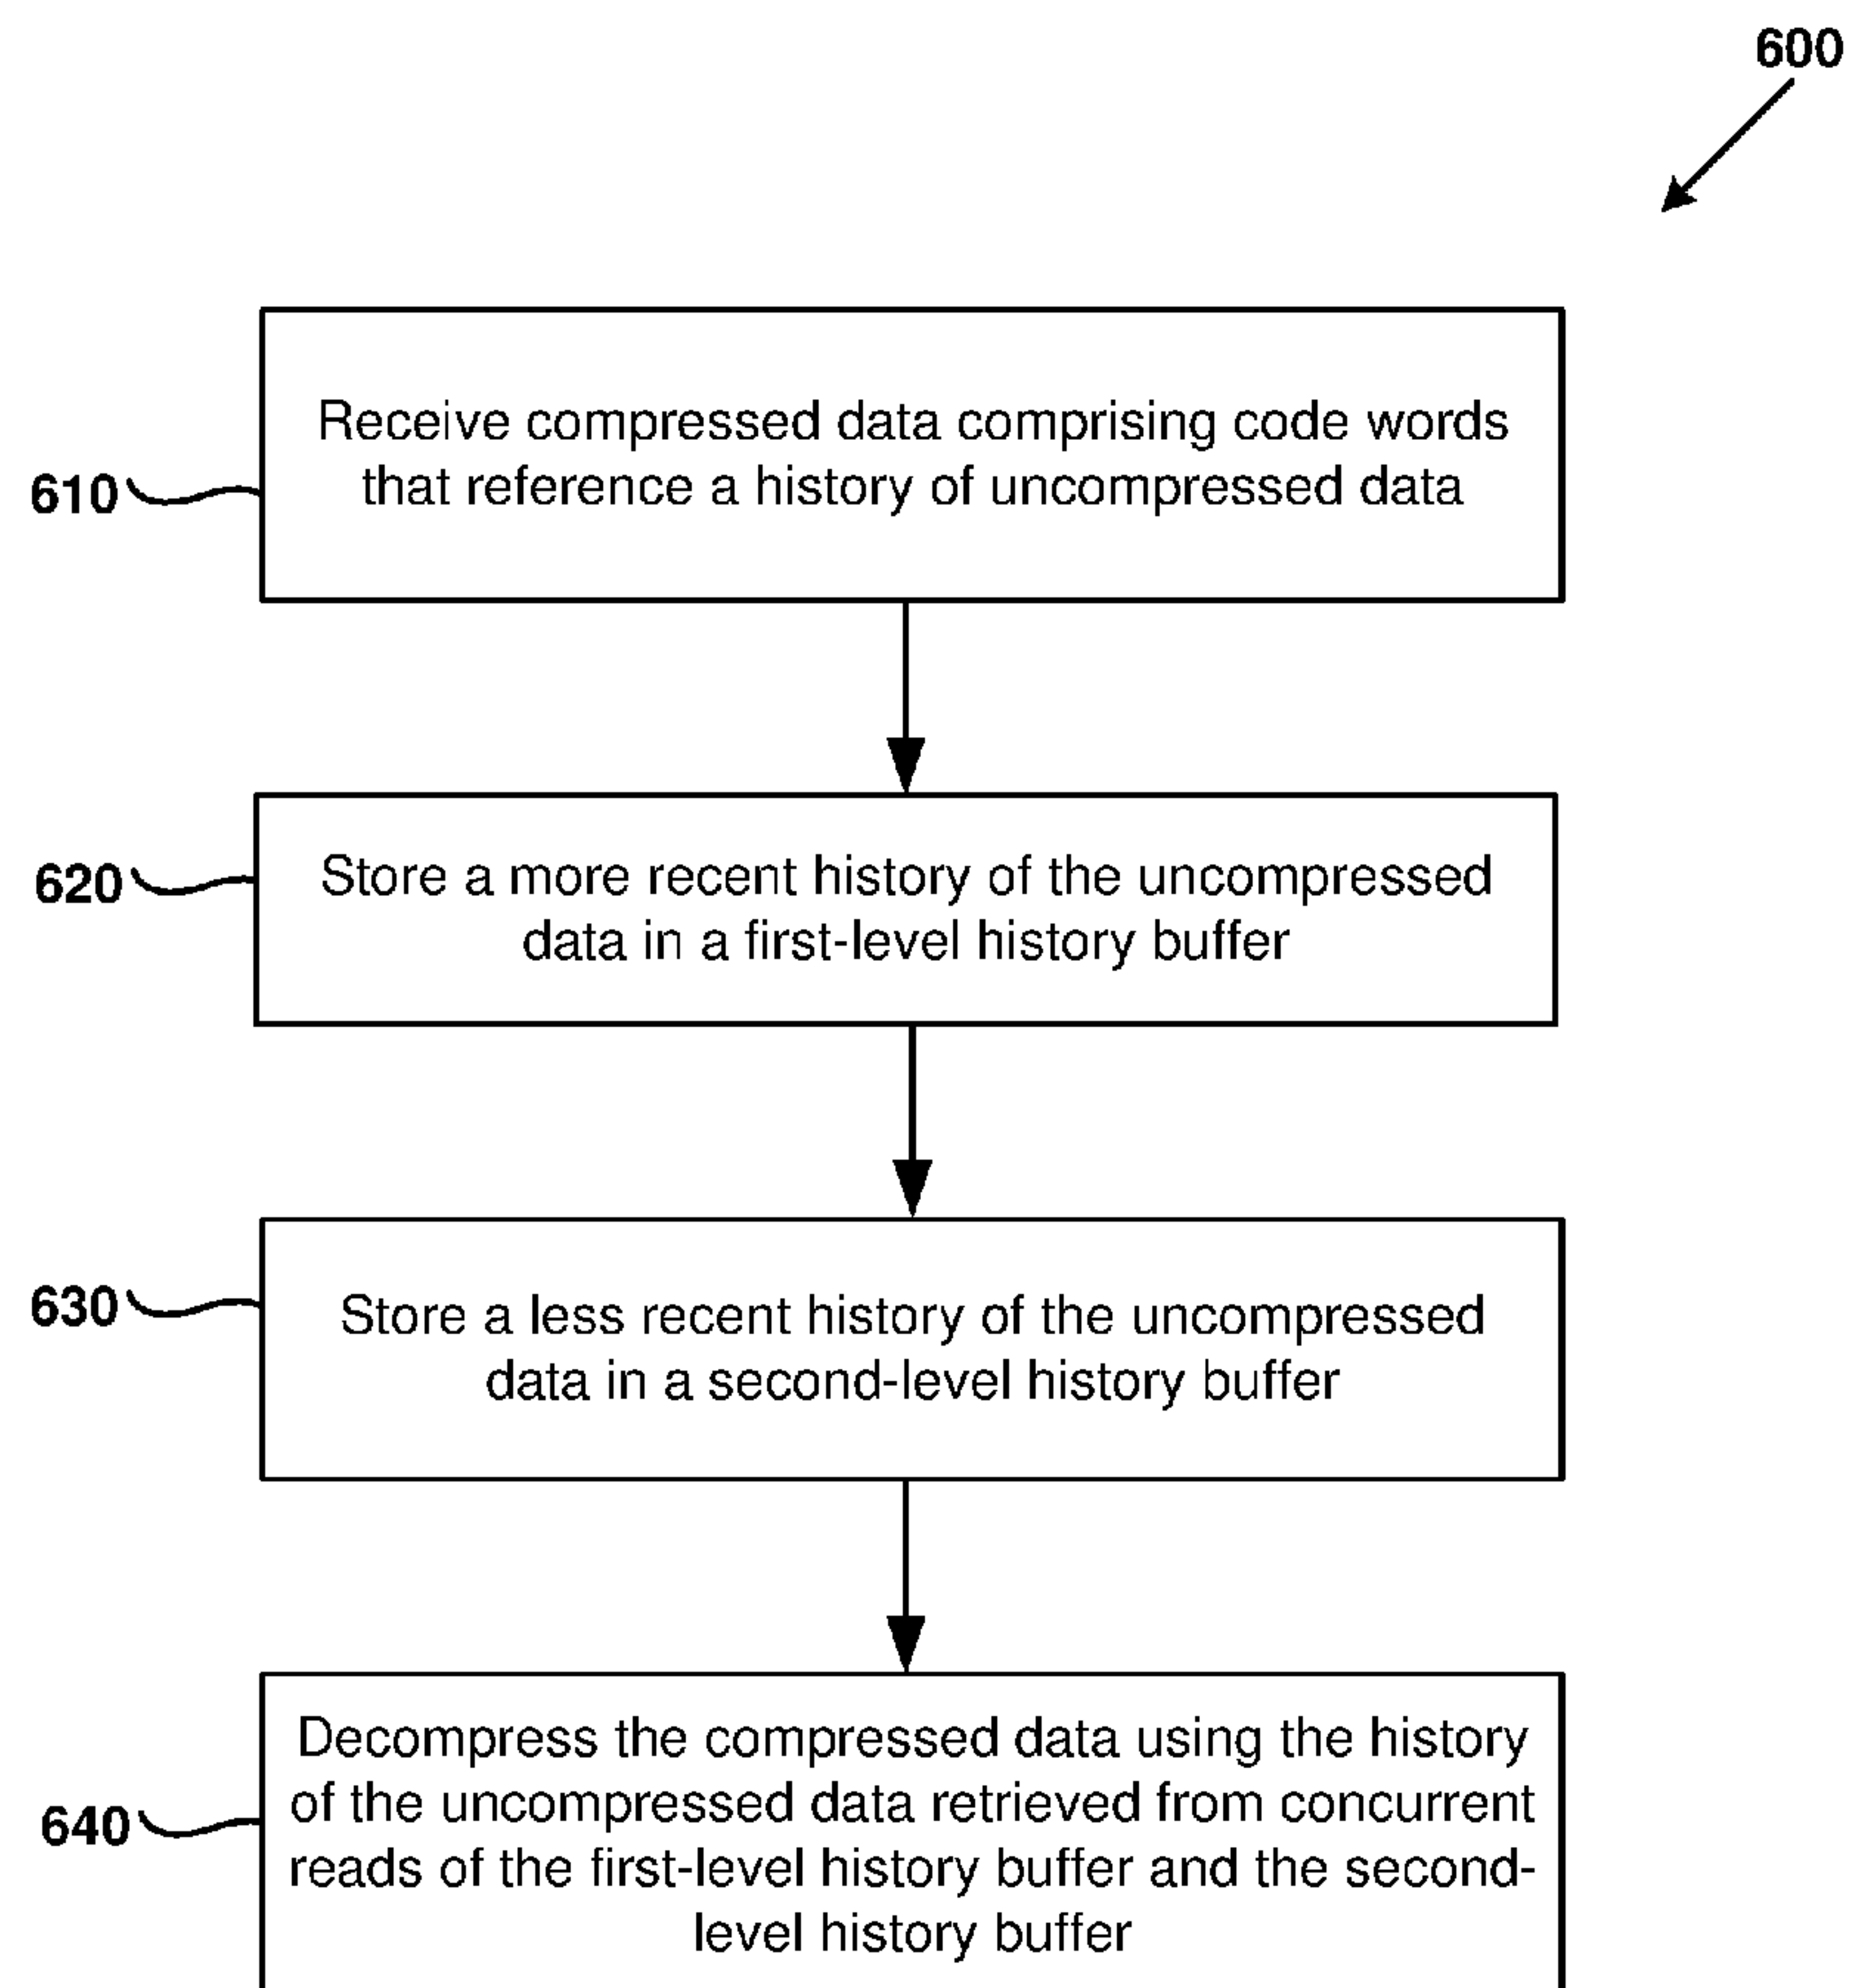 600
610
Receive compressed data comprising code words
that reference a history of uncompressed data
620
Store a more recent history of the uncompressed
data in a first-level history buffer
630
Store a less recent history of the uncompressed
data in a second-level history buffer
640
Decompress the compressed data using the history
of the uncompressed data retrieved from concurrent
reads of the first-level history buffer and the second-
level history buffer